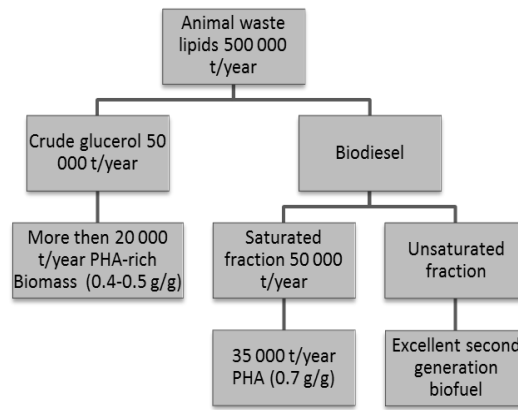 Animal waste
lipids 500 000
t/year
Crude glucerol 50
000 t/year
Biodiesel
More then 20 000
t/year PHA-rich
Biomass (0.4-0.5 g/g)
Saturated
fraction 50 000
t/year
Unsaturated
fraction
35 000 t/year
PHA (0.7 g/g)
Excellent second
generation
biofuel